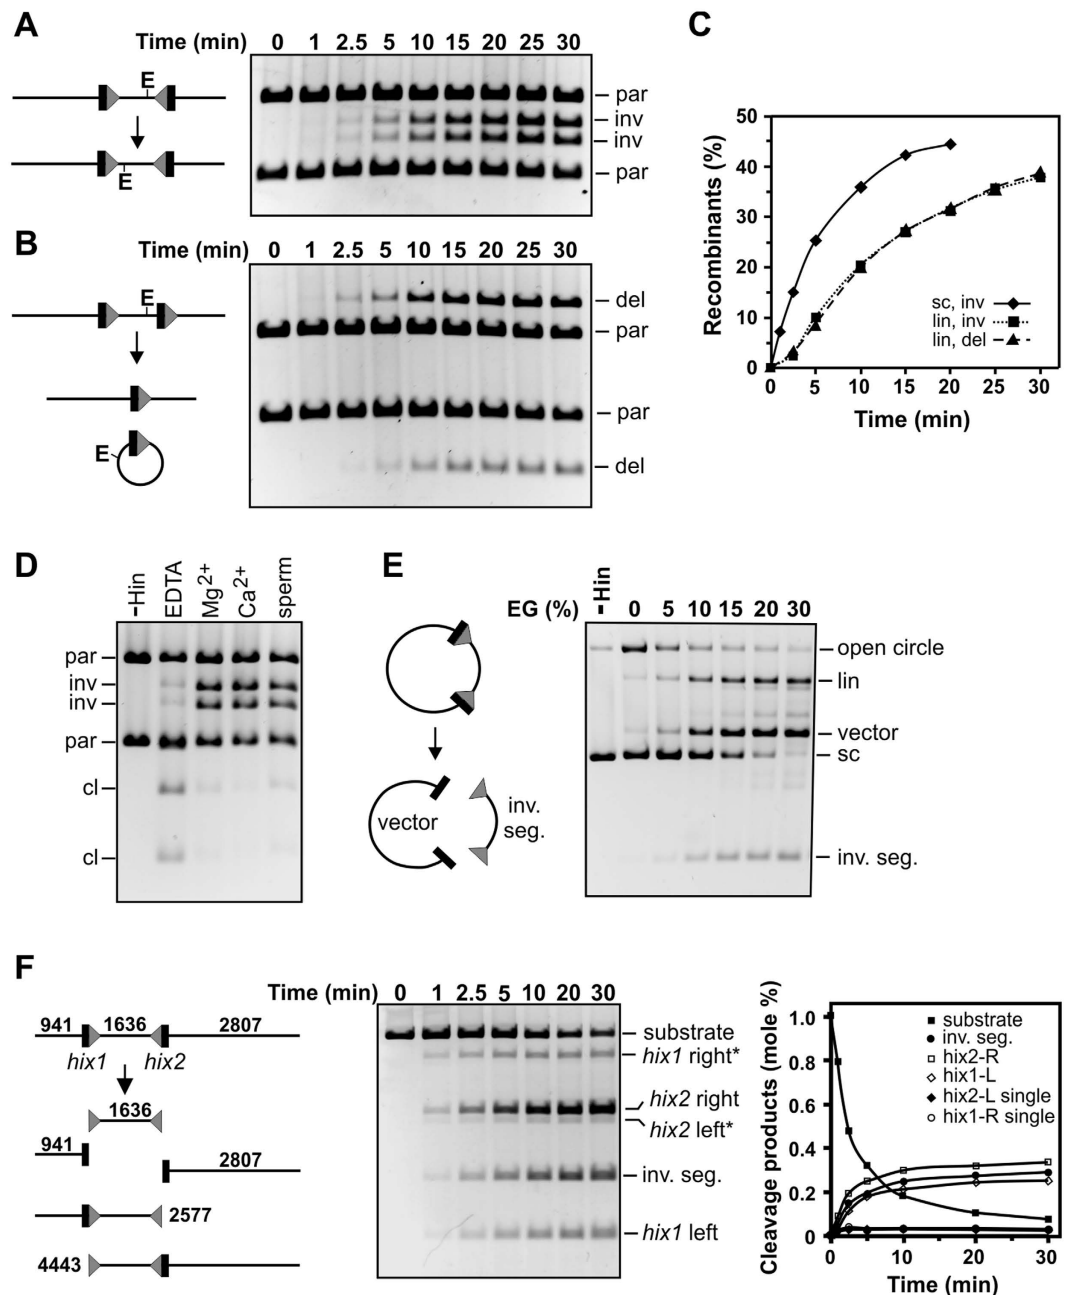 A
Time (min) 0 1 2.5 5 10 15 20 25 30
E
E
par
inv
inv
par
B
Time (min) 0 1 2.5 5 10 15 20 25 30
E
E
del
par
par
del
C
Recombinants (%)
50
40
30
20
10
0
sc, inv
lin, inv
lin, del
0 5 10 15 20 25 30
Time (min)
D
-Hin EDTA Mg2+ Ca2+ sperm
par
inv
inv
par
cl
cl
E
-Hin
EG (%) 0 5 10 15 20 30
vector
inv.
seg.
open circle
lin
vector
sc
inv. seg.
F
941 1636 2807
hix1 hix2
1636
941
2807
2577
4443
Time (min) 0 1 2.5 5 10 20 30
substrate
hix1 right*
hix2 right
hix2 left*
inv. seg.
hix1 left
Cleavage products (mole %)
1.0
0.8
0.6
0.4
0.2
0
substrate
inv. seg.
hix2-R
hix1-L
hix2-L single
hix1-R single
0 10 20 30
Time (min)